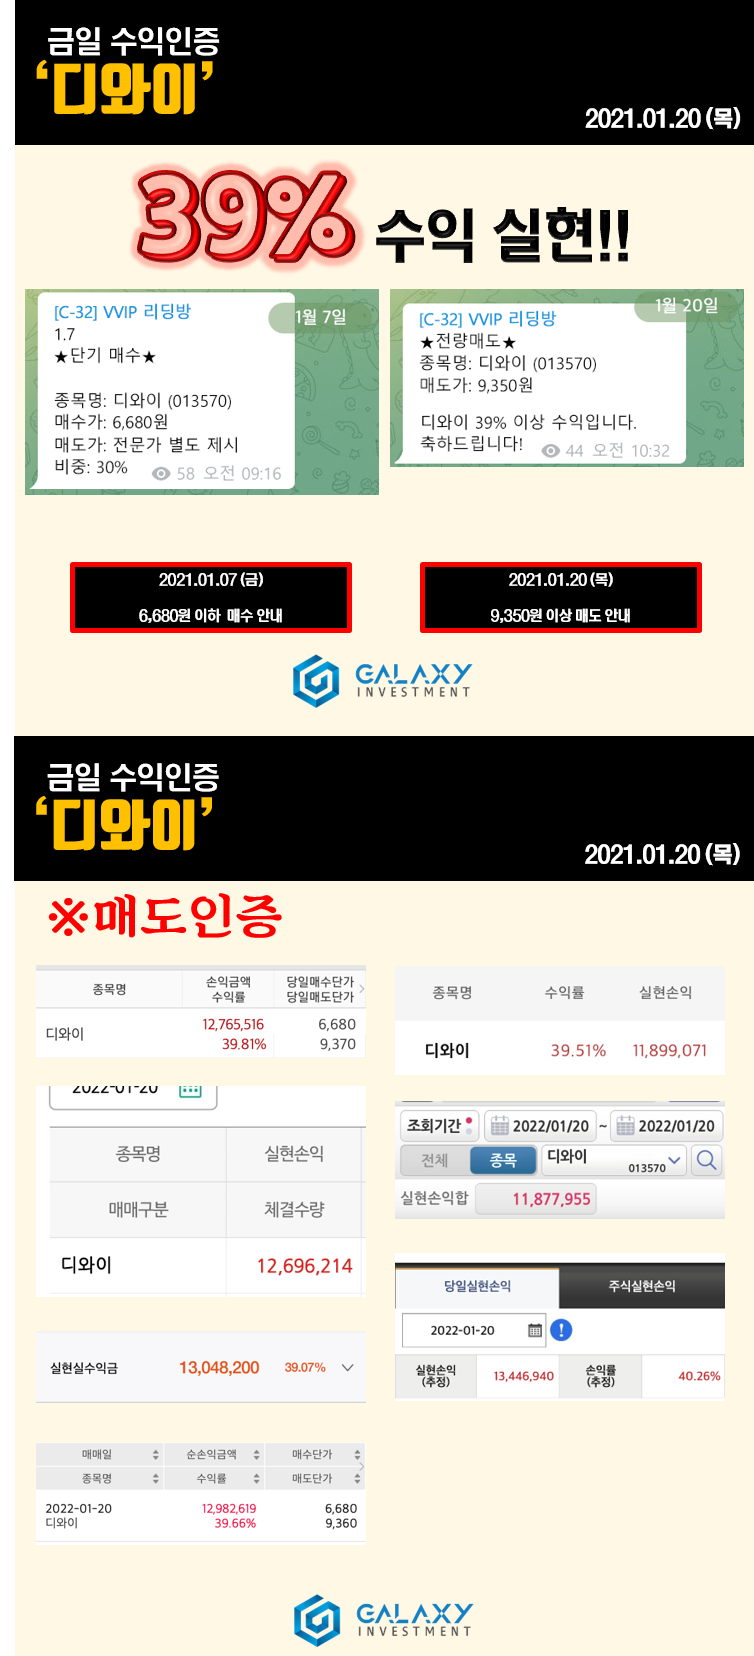 금일 수익인증
‘디와이’
2021.01.20 (목)
39% 수익 실현!!
[C-32] VVIP 리딩방
1월 7일
1.7
★단기 매수★
종목명: 디와이 (013570)
매수가: 6,680원
매도가: 전문가 별도 제시
비중: 30%
58 오전 09:16
1월 20일
[C-32] VVIP 리딩방
★전량매도★
종목명: 디와이 (013570)
매도가: 9,350원
디와이 39% 이상 수익입니다.
축하드립니다!
44 오전 10:32
2021.01.07 (금)
6,680원 이하 매수 안내
2021.01.20 (목)
9,350원 이상 매도 안내
GALAXY
INVESTMENT
금일 수익인증
‘디와이’
2021.01.20 (목)
※매도인증
종목명 손익금액 당일매수단가
수익률 당일매도단가
디와이 12,765,516 6,680
39.81% 9,370
종목명 수익률 실현손익
디와이 39.51% 11,899,071
2022-01-20
종목명 실현손익
매매구분 체결수량
디와이 12,696,214
조회기간 2022/01/20 ~ 2022/01/20
전체 종목 디와이 013570
실현손익합 11,877,955
당일실현손익 주식실현손익
2022-01-20
실현손익 (추정) 13,446,940 손익률 (추정) 40.26%
실현실수익금 13,048,200 39.07%
매매일 순손익금액 매수단가
종목명 수익률 매도단가
2022-01-20 12,982,619 6,680
디와이 39.66% 9,360
GALAXY
INVESTMENT